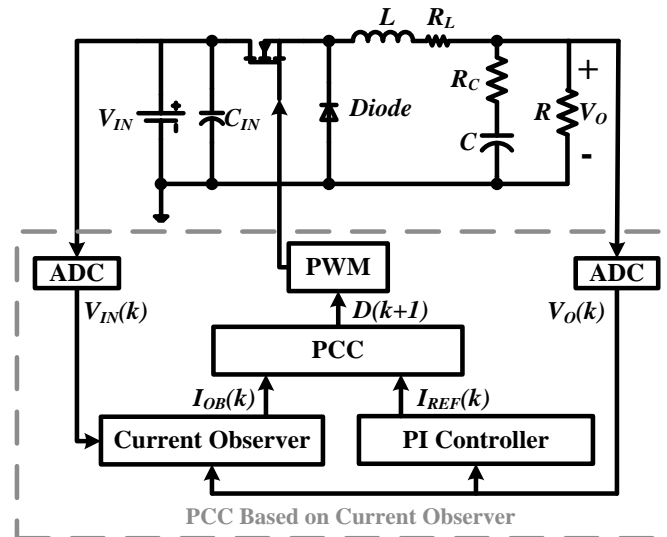 L R_L
R_C
V_IN + - C_IN Diode C R V_O + -
ADC PWM ADC
V_IN(k) D(k+1) V_O(k)
PCC
I_OB(k) I_REF(k)
Current Observer PI Controller
PCC Based on Current Observer